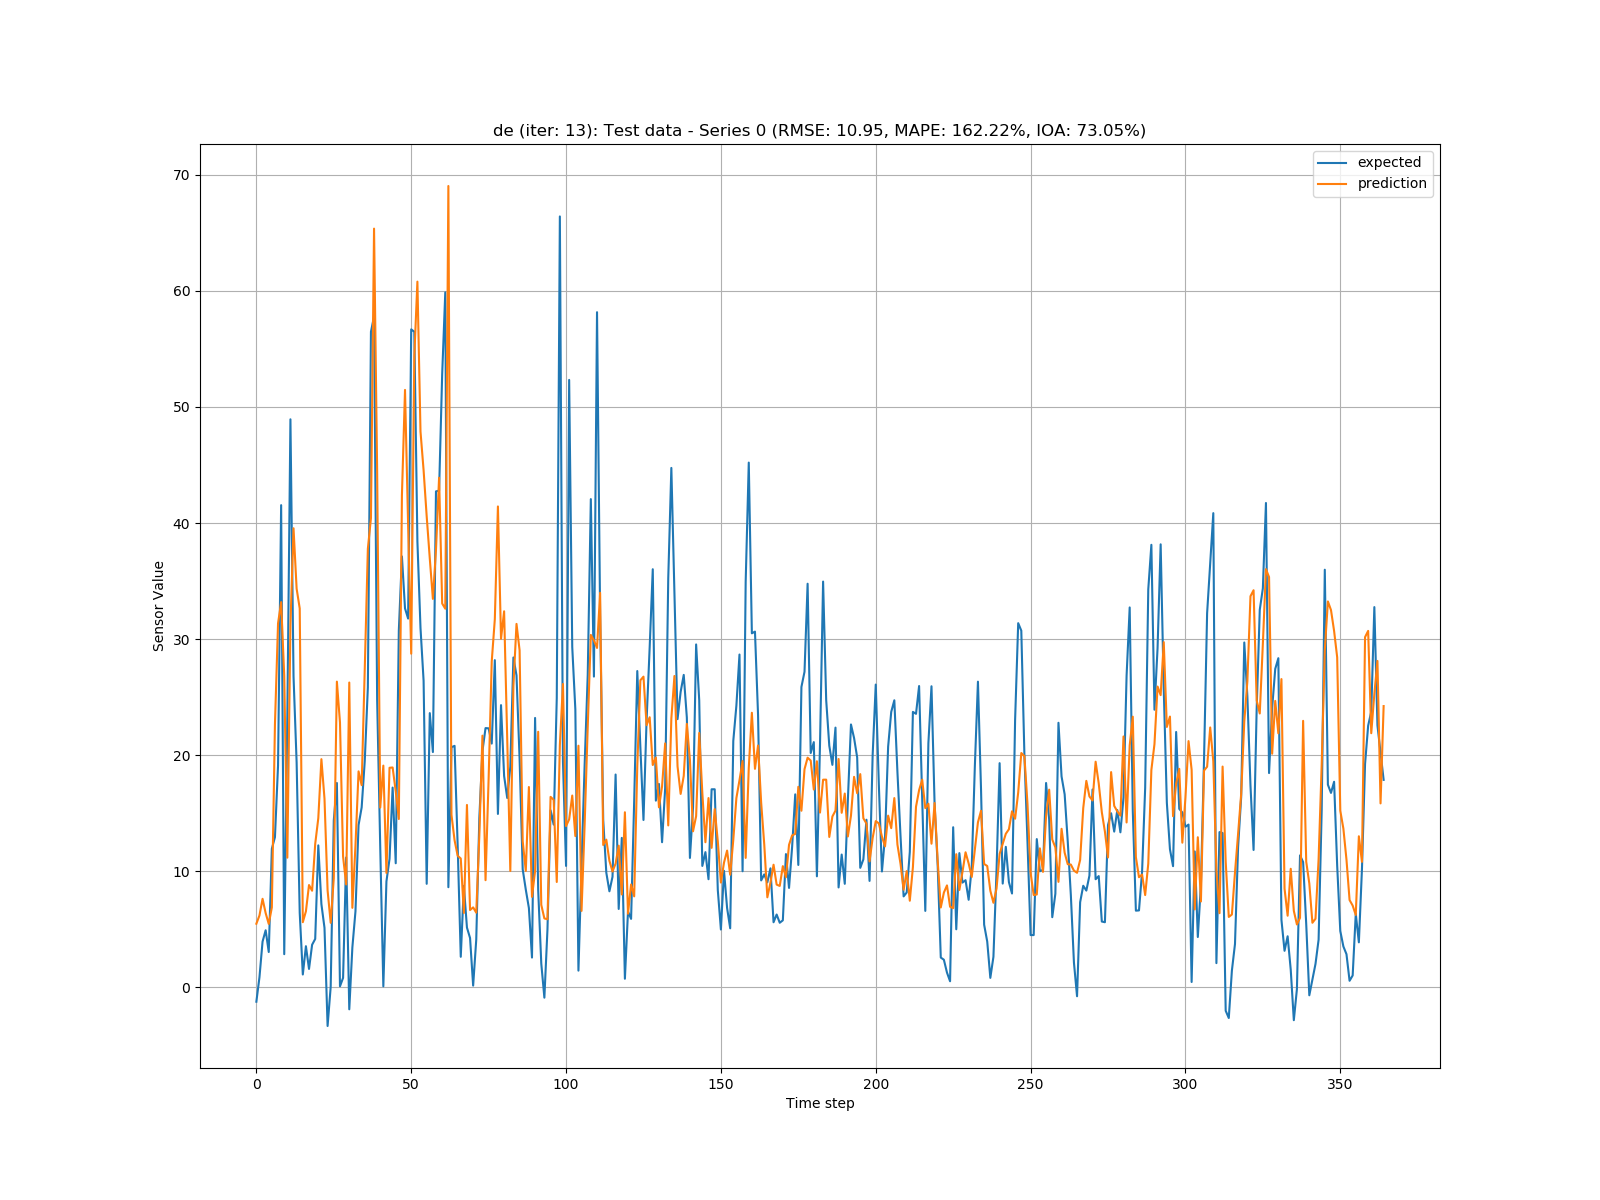 de (iter: 13): Test data - Series 0 (RMSE: 10.95, MAPE: 162.22%, IOA: 73.05%)
expected
prediction
70
60
50
40
30
20
10
0
Sensor Value
0 50 100 150 200 250 300 350
Time step